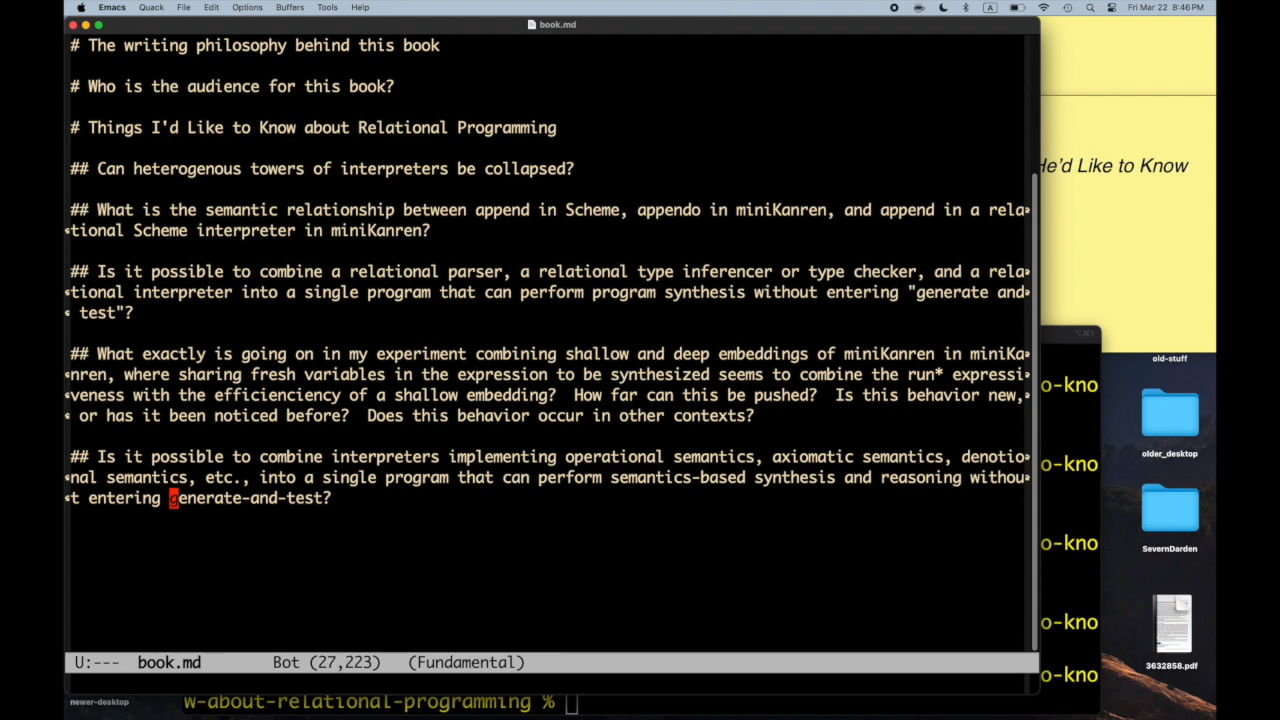 Emacs Quack File Edit Options Buffers Tools Help A Fri Mar 22 8:46 PM
book.md
# The writing philosophy behind this book
# Who is the audience for this book?
# Things I'd Like to Know about Relational Programming
## Can heterogenous towers of interpreters be collapsed?
He'd Like to Know
## What is the semantic relationship between append in Scheme, appendo in miniKanren, and append in a rela
tional Scheme interpreter in miniKanren?
## Is it possible to combine a relational parser, a relational type inferencer or type checker, and a rela
tional interpreter into a single program that can perform program synthesis without entering "generate and
test"?
## What exactly is going on in my experiment combining shallow and deep embeddings of miniKanren in miniKa
nren, where sharing fresh variables in the expression to be synthesized seems to combine the run* expressi
veness with the efficienciency of a shallow embedding?  How far can this be pushed?  Is this behavior new,
or has it been noticed before?  Does this behavior occur in other contexts?
## Is it possible to combine interpreters implementing operational semantics, axiomatic semantics, denotio
nal semantics, etc., into a single program that can perform semantics-based synthesis and reasoning withou
t entering generate-and-test?
old-stuff
o-kno
older_desktop
o-kno
SevernDarden
o-kno
o-kno
3632858.pdf
o-kno
U:--- book.md Bot (27,223) (Fundamental)
newer-desktop
w-about-relational-programming %